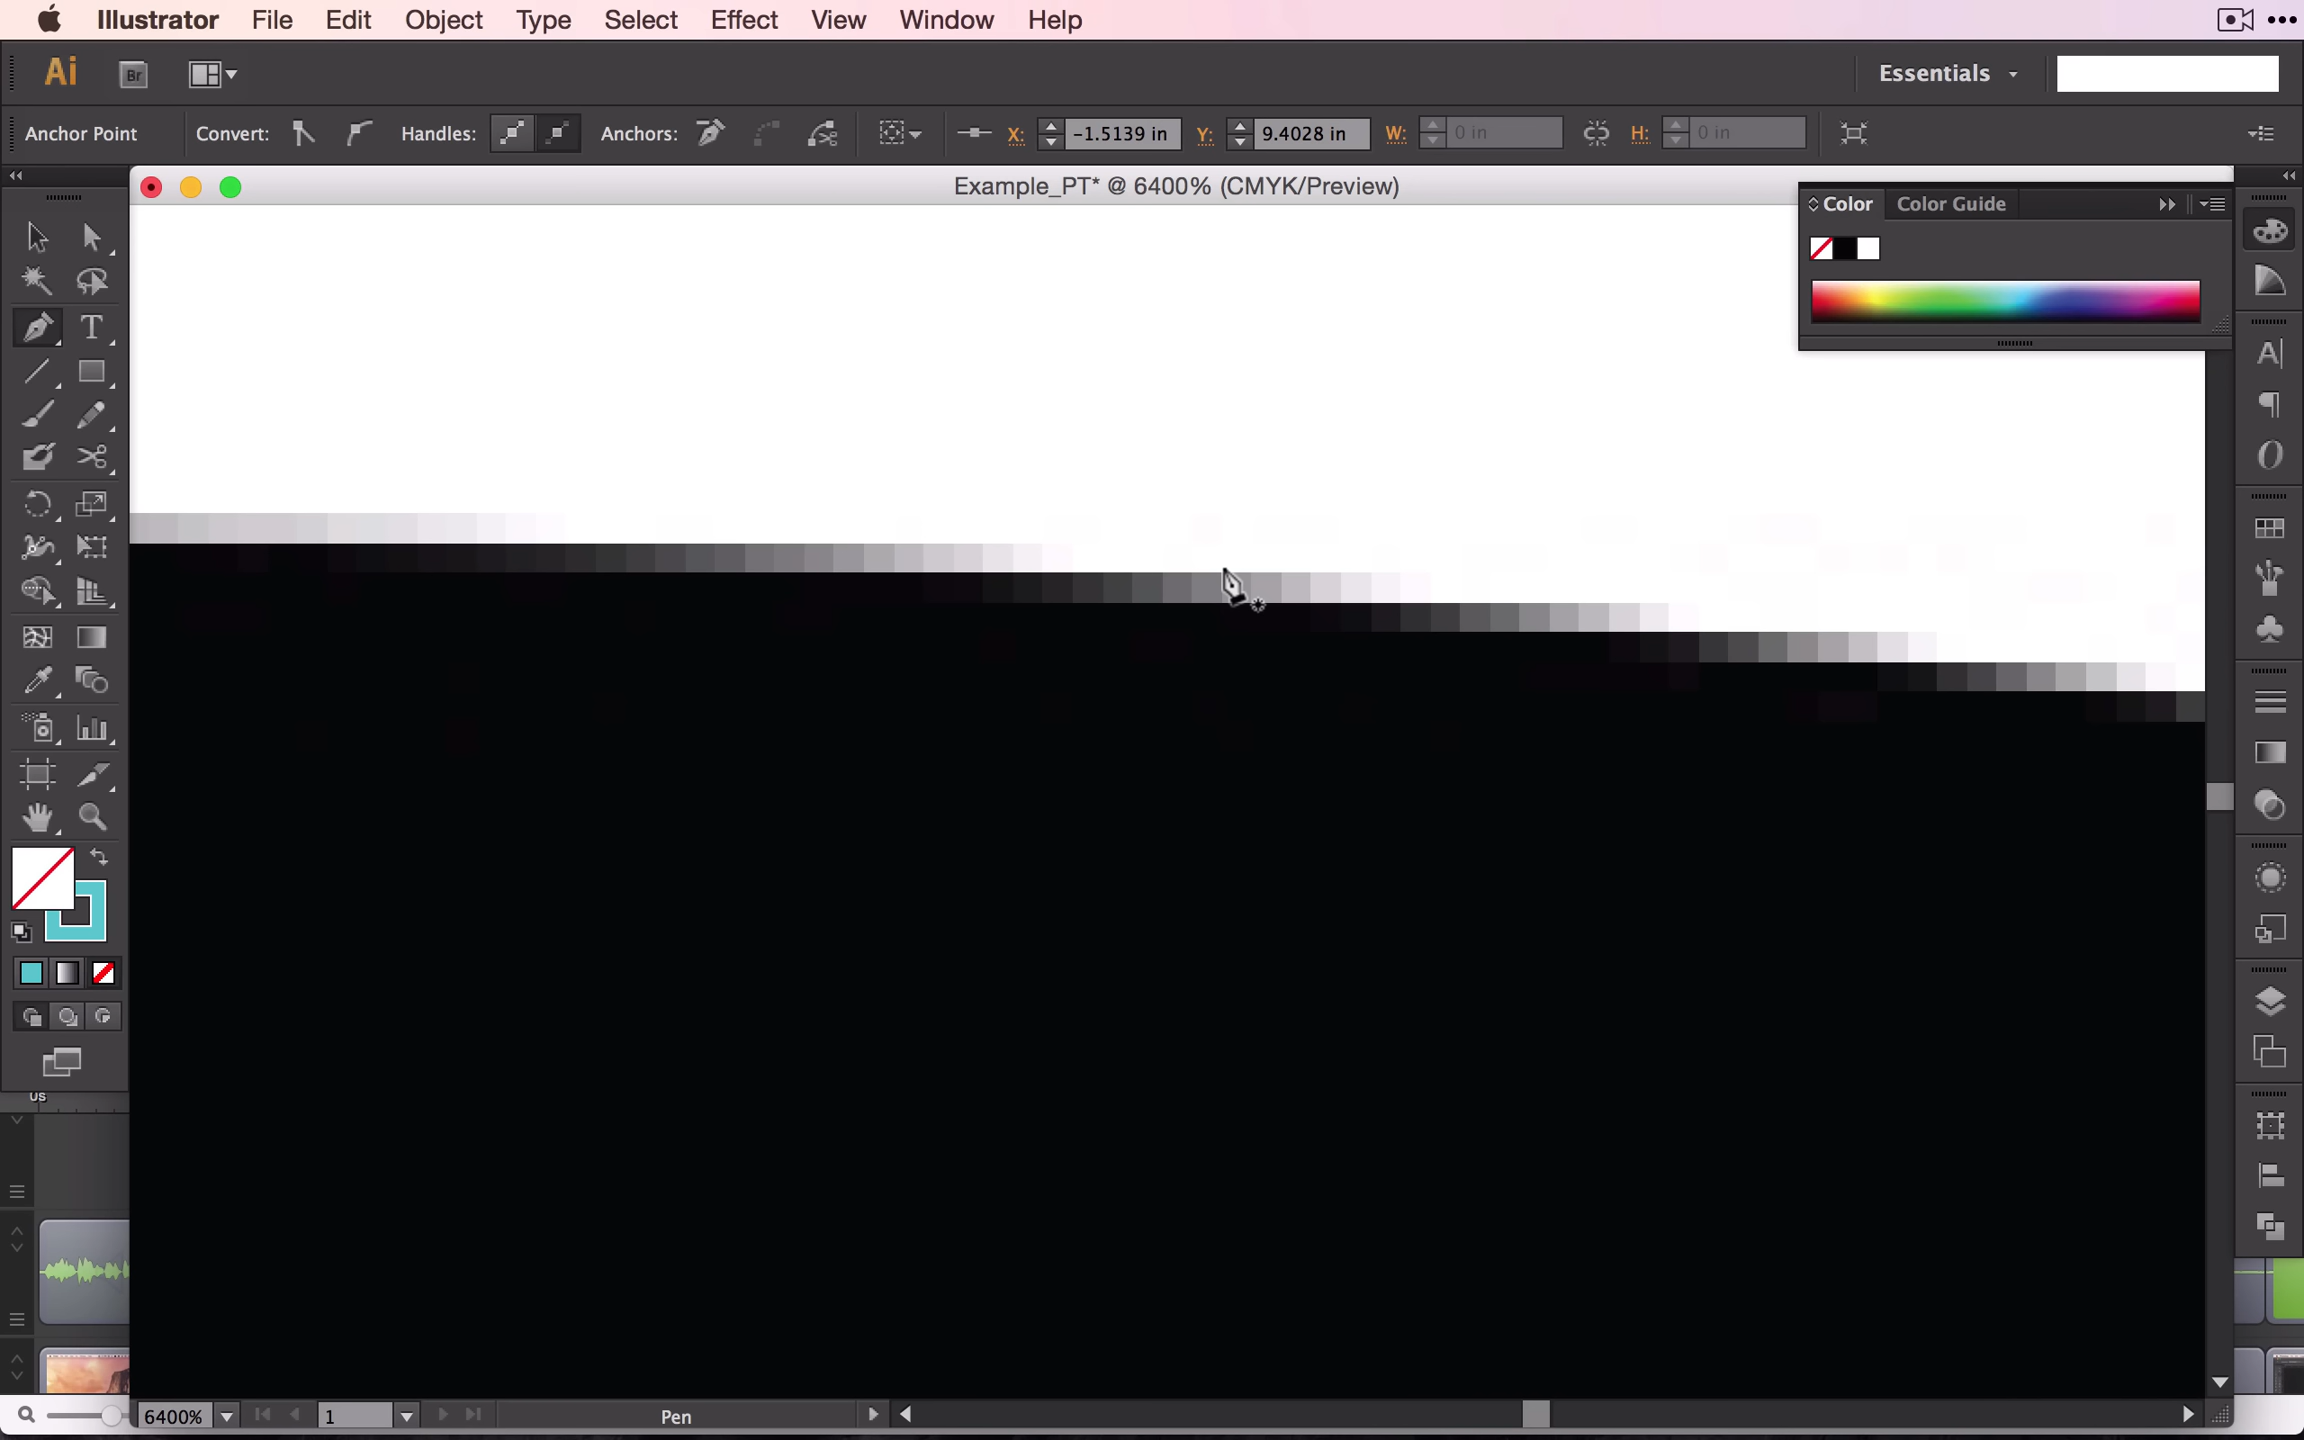 Illustrator File Edit Object Type Select Effect View Window Help
Ai Br Essentials
Anchor Point Convert: Handles: Anchors: X: -1.5139 in Y: 9.4028 in W: 0 in H: 0 in
Example_PT* @ 6400% (CMYK/Preview)
Color Color Guide
T
A
US
6400% 1 Pen